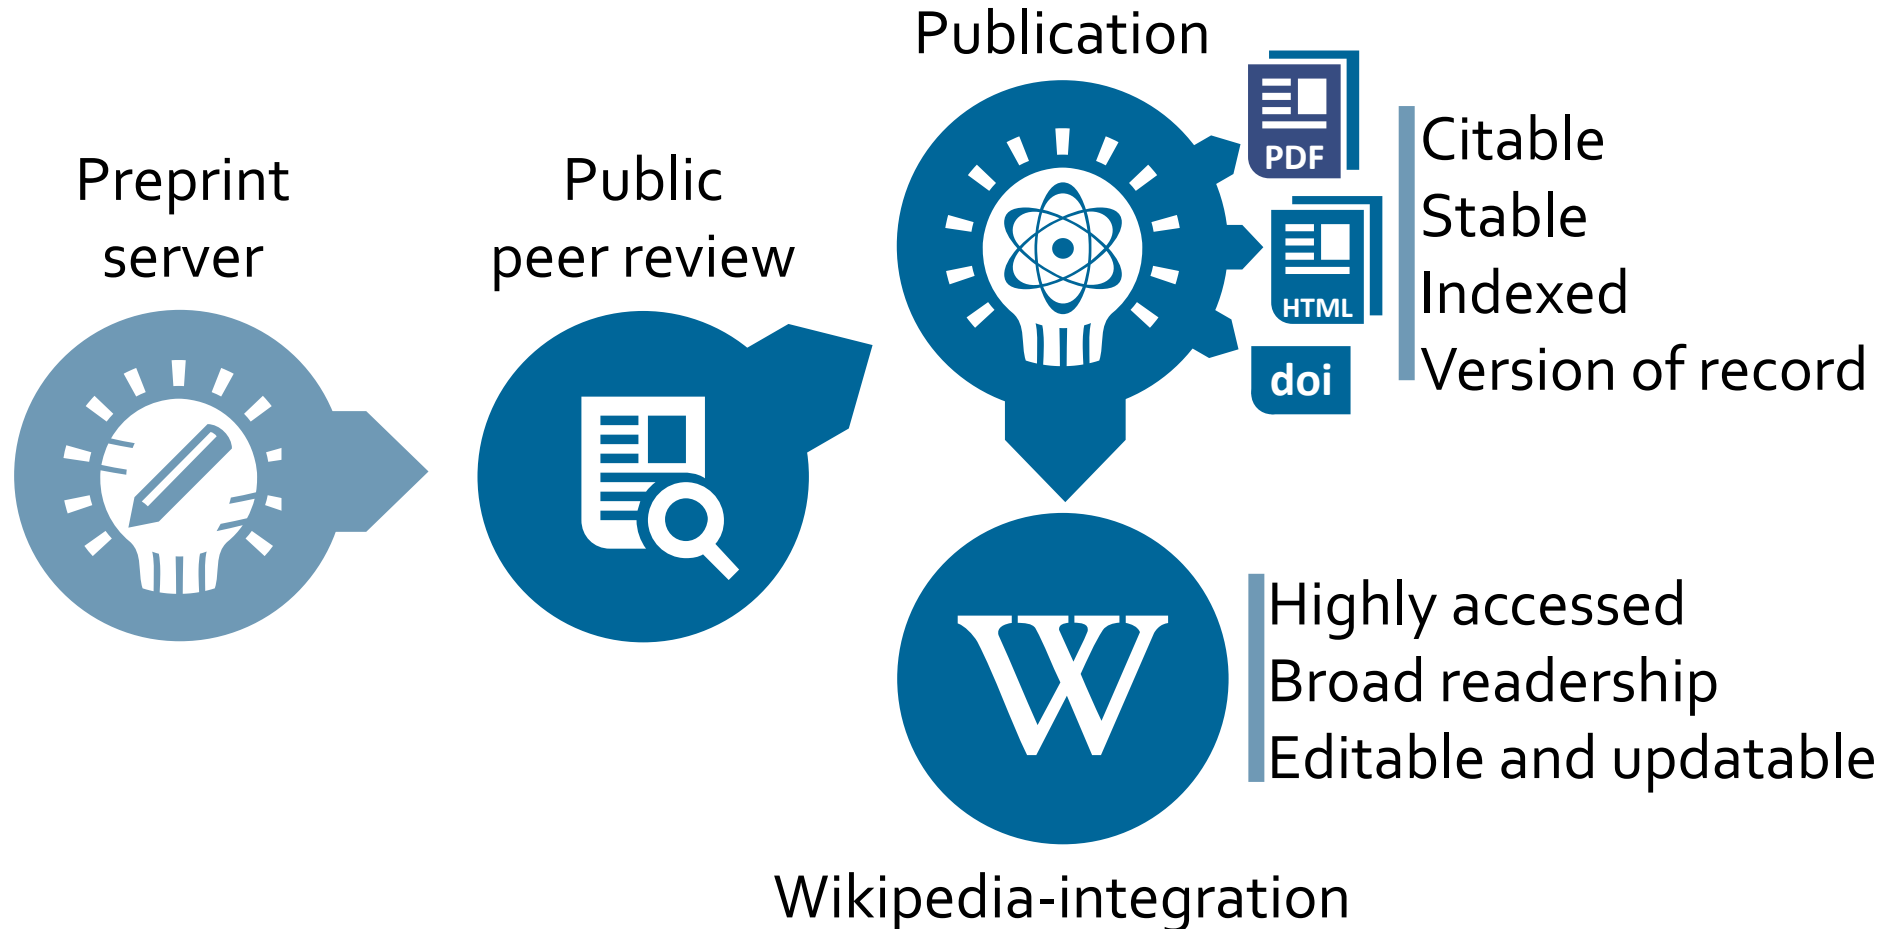 Preprint
server
Public
peer review
Publication
PDF
HTML
doi
Citable
Stable
Indexed
Version of record
W
Highly accessed
Broad readership
Editable and updatable
Wikipedia-integration